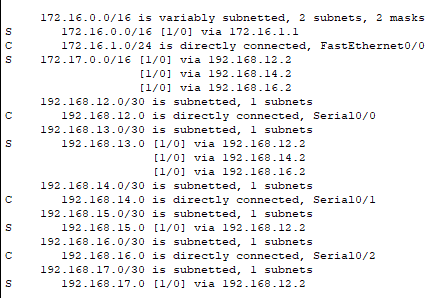 172.16.0.0/16 is variably subnetted, 2 subnets, 2 masks
S 172.16.0.0/16 [1/0] via 172.16.1.1
C 172.16.1.0/24 is directly connected, FastEthernet0/0
S 172.17.0.0/16 [1/0] via 192.168.12.2
[1/0] via 192.168.14.2
[1/0] via 192.168.16.2
192.168.12.0/30 is subnetted, 1 subnets
C 192.168.12.0 is directly connected, Serial0/0
192.168.13.0/30 is subnetted, 1 subnets
S 192.168.13.0 [1/0] via 192.168.12.2
[1/0] via 192.168.14.2
[1/0] via 192.168.16.2
192.168.14.0/30 is subnetted, 1 subnets
C 192.168.14.0 is directly connected, Serial0/1
192.168.15.0/30 is subnetted, 1 subnets
S 192.168.15.0 [1/0] via 192.168.12.2
192.168.16.0/30 is subnetted, 1 subnets
C 192.168.16.0 is directly connected, Serial0/2
192.168.17.0/30 is subnetted, 1 subnets
S 192.168.17.0 [1/0] via 192.168.12.2